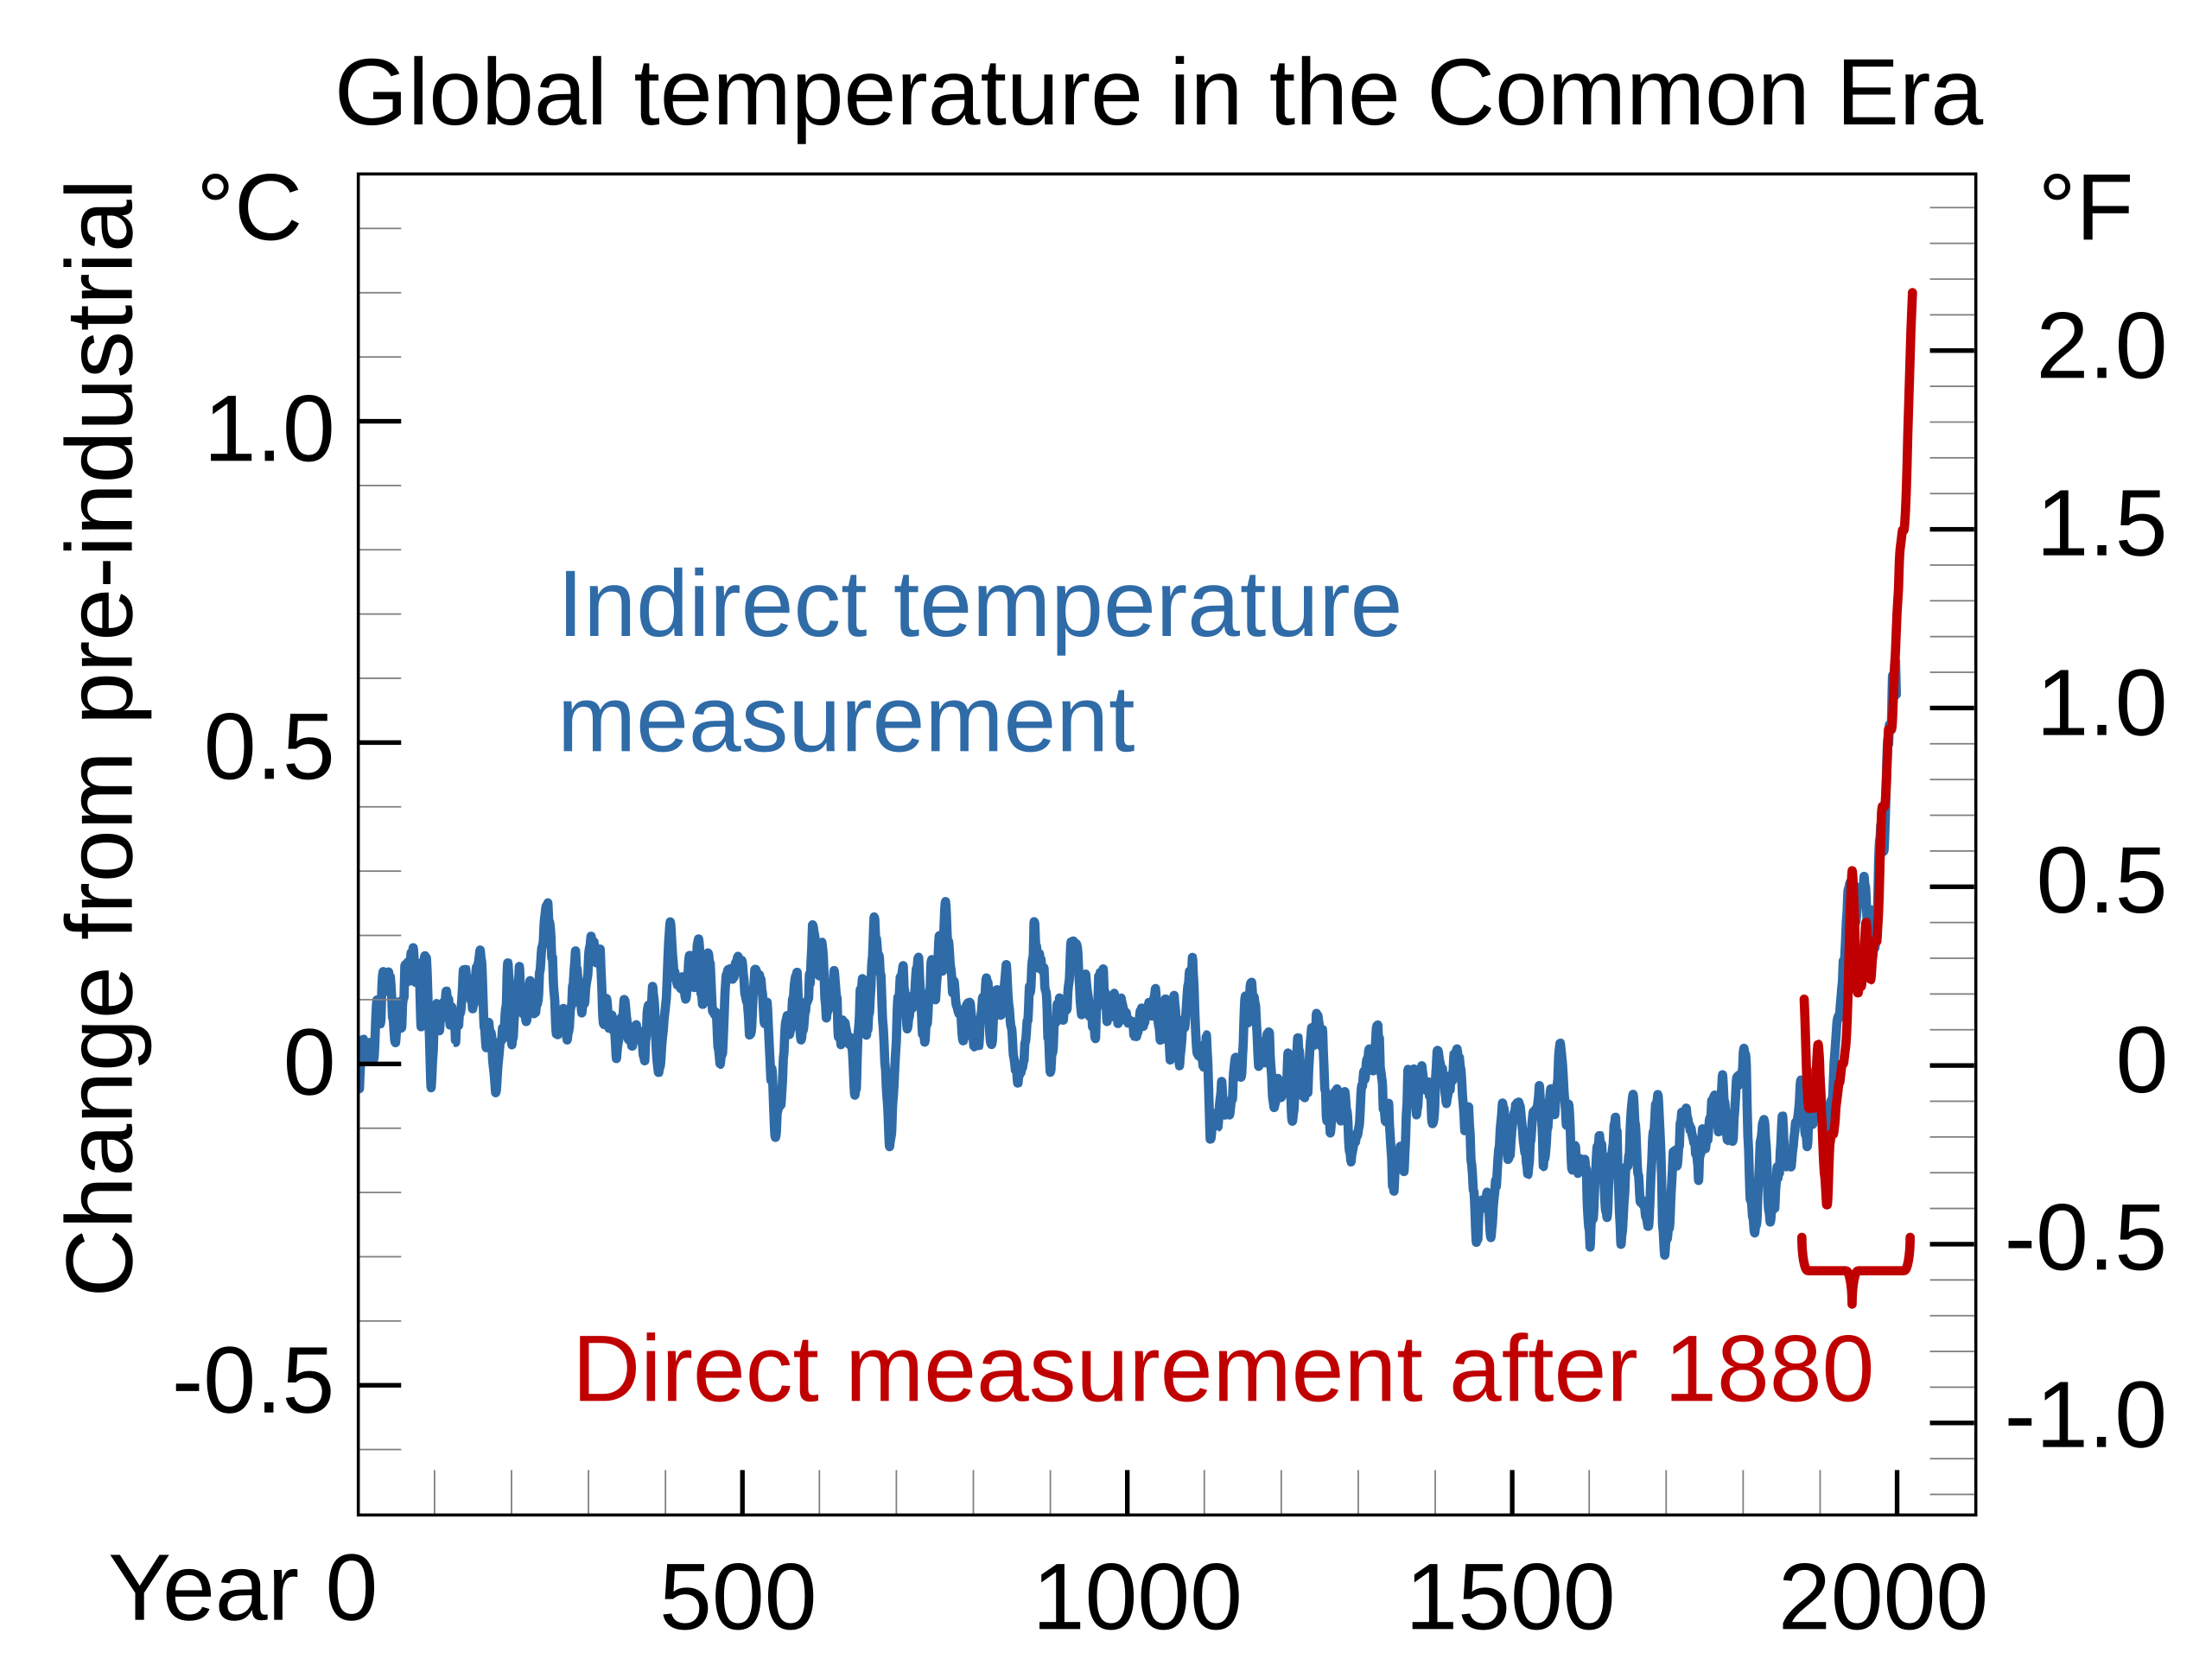 Global temperature in the Common Era
°C
°F
Change from pre-industrial
1.0
0.5
0
-0.5
2.0
1.5
1.0
0.5
0
-0.5
-1.0
Indirect temperature
measurement
Direct measurement after 1880
Year 0
500
1000
1500
2000